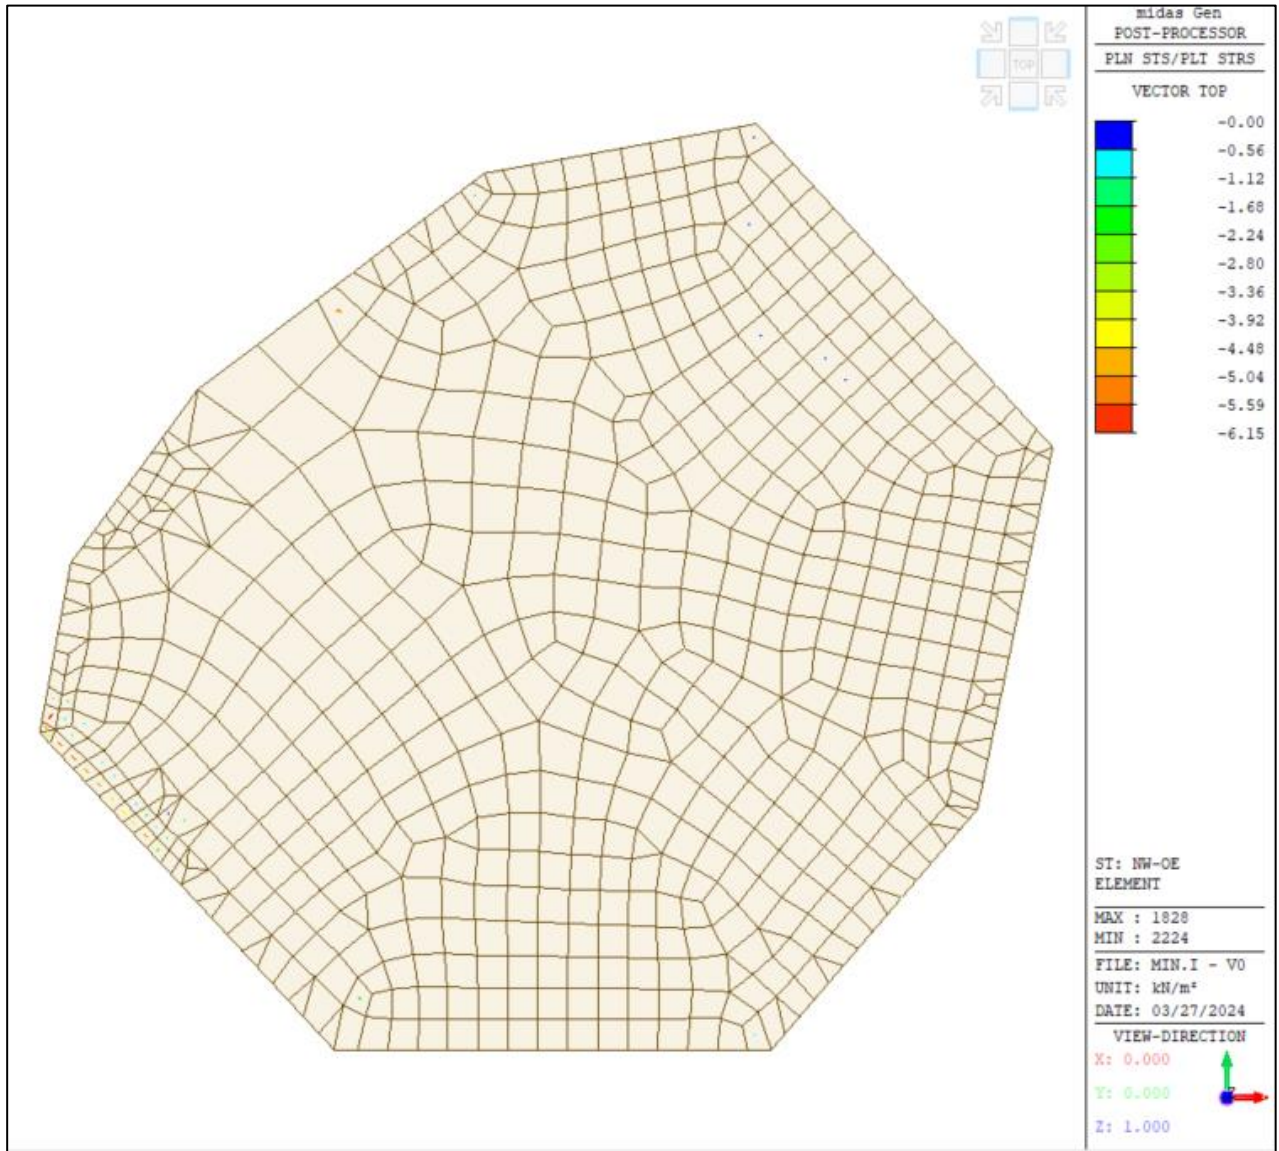 TOP
midas Gen
POST-PROCESSOR
PLN STS/PLT STRS
VECTOR TOP
-0.00
-0.56
-1.12
-1.68
-2.24
-2.80
-3.36
-3.92
-4.48
-5.04
-5.59
-6.15
ST: NW-OE
ELEMENT
MAX : 1828
MIN : 2224
FILE: MIN.I - V0
UNIT: kN/m²
DATE: 03/27/2024
VIEW-DIRECTION
X: 0.000
Y: 0.000
Z: 1.000
Z